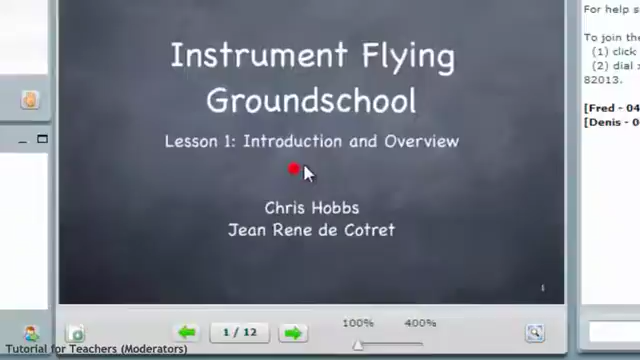 Instrument Flying
Groundschool
Lesson 1: Introduction and Overview
Chris Hobbs
Jean Rene de Cotret
1
1 / 12
100%
400%
Tutorial for Teachers (Moderators)
For help
To join the
(1) click
(2) dial
82013.
[Fred - 04
[Denis - 0